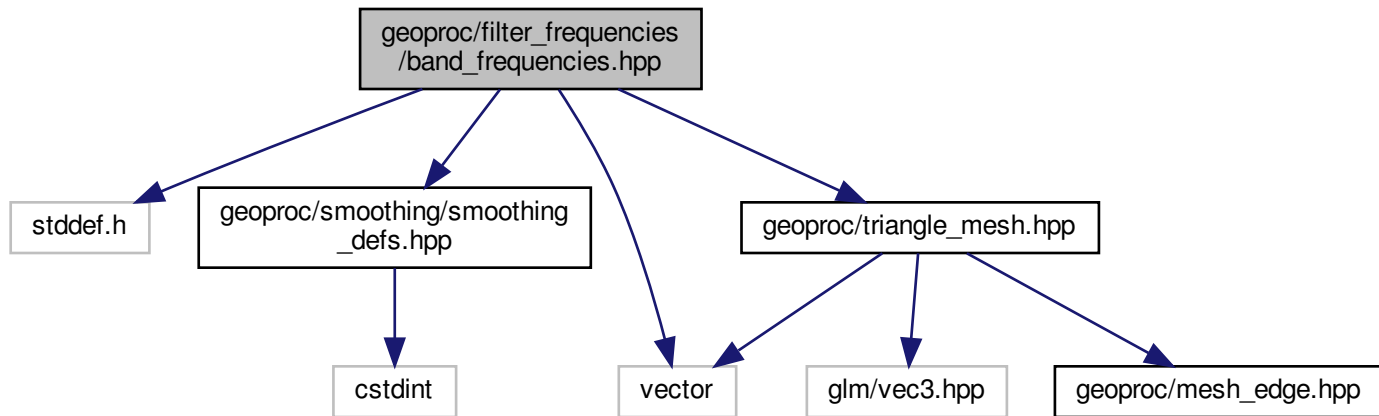 geoproc/filter_frequencies
/band_frequencies.hpp
stddef.h
geoproc/smoothing/smoothing
_defs.hpp
geoproc/triangle_mesh.hpp
cstdint
vector
glm/vec3.hpp
geoproc/mesh_edge.hpp